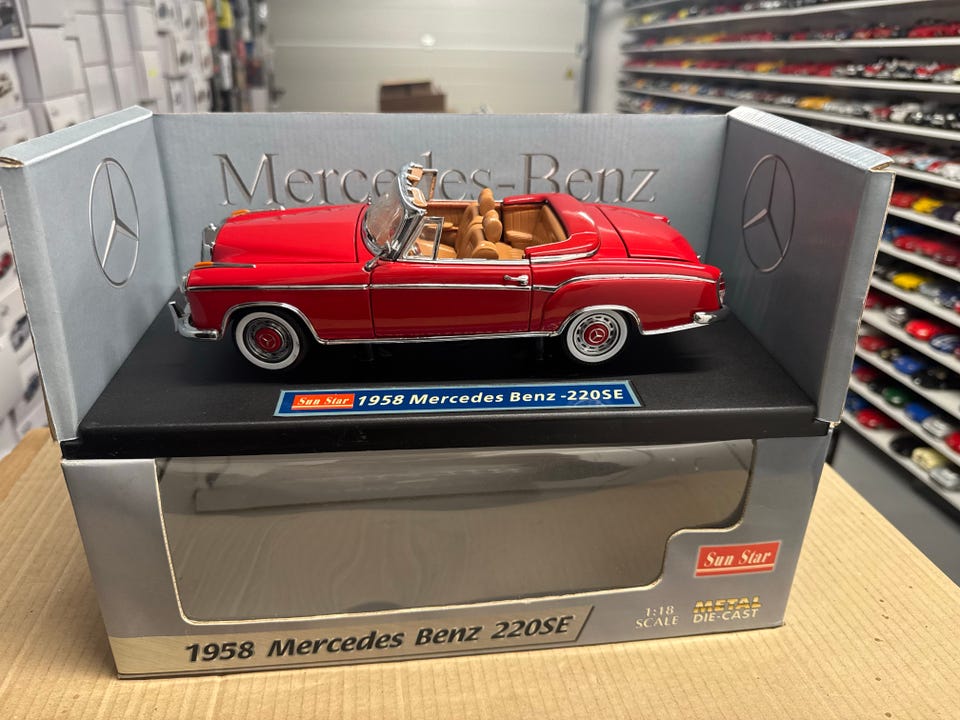 Mercedes-Benz
Sun Star 1958 Mercedes Benz -220SE
Sun Star
1:18
SCALE
METAL
DIE-CAST
1958 Mercedes Benz 220SE